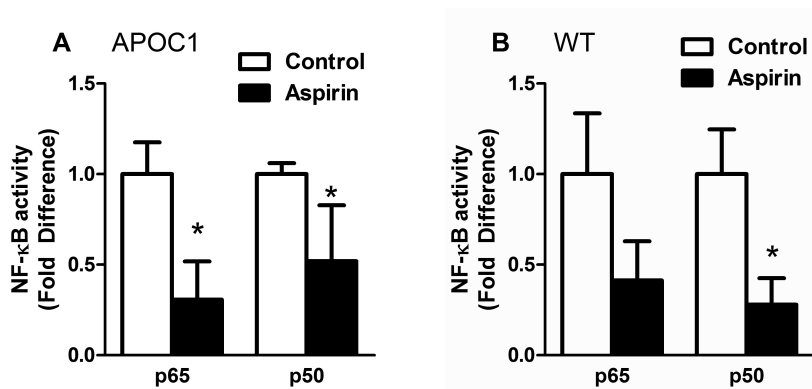 A APOC1
Control
Aspirin
NF-κB activity
(Fold Difference)
1.5
1.0
0.5
0.0
*
*
p65 p50
B WT
Control
Aspirin
NF-κB activity
(Fold Difference)
1.5
1.0
0.5
0.0
*
p65 p50